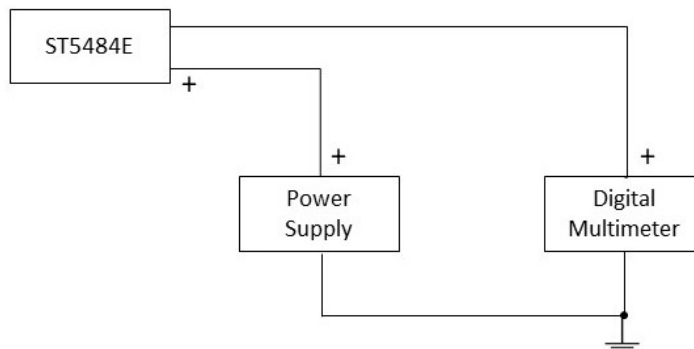 ST5484E
+
+
+
Power
Supply
Digital
Multimeter